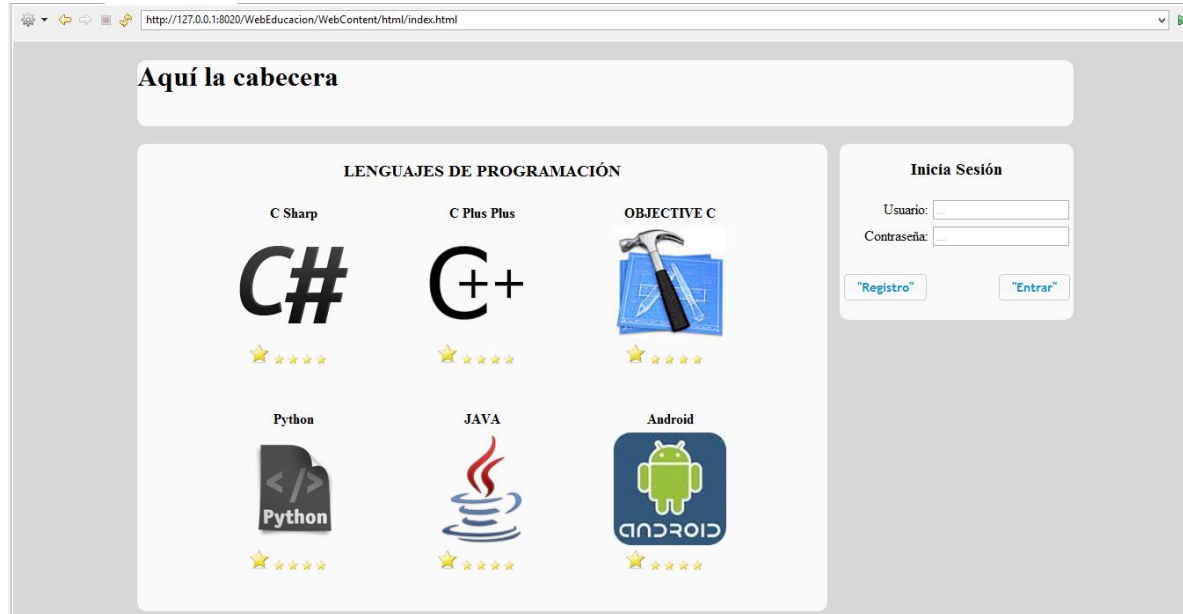 http://127.0.0.1:8020/WebEducacion/WebContent/html/index.html
Aquí la cabecera
LENGUAJES DE PROGRAMACIÓN
C Sharp C Plus Plus OBJECTIVE C
C# C++
Python JAVA Android
</>
Python
ANDROID
Inicia Sesión
Usuario: ...
Contraseña: ...
"Registro" "Entrar"